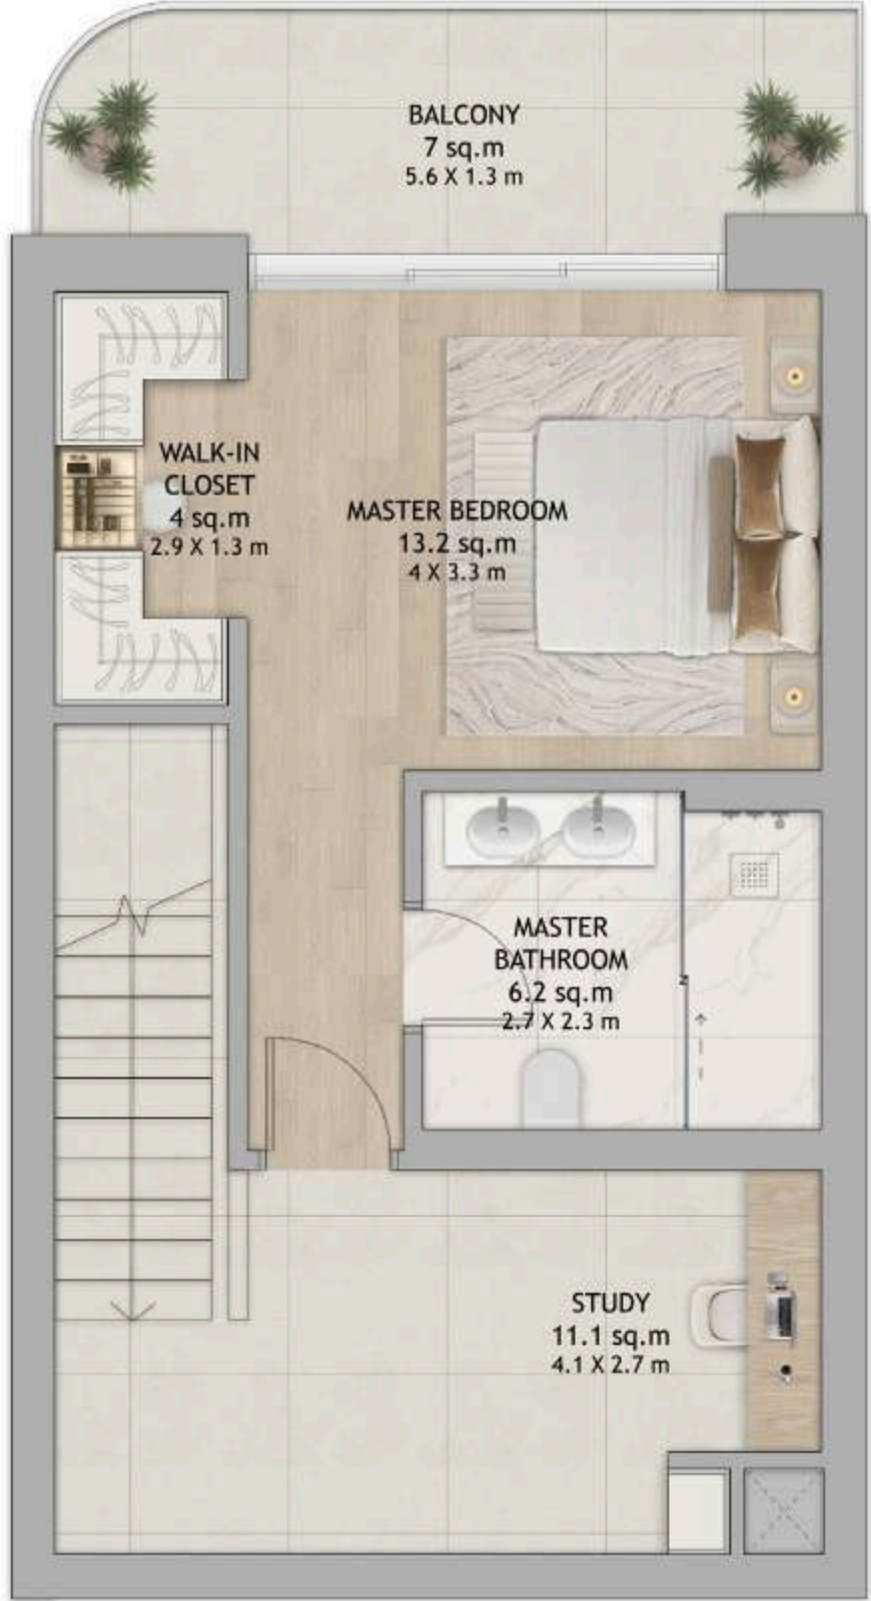 BALCONY
7 sq.m
5.6 X 1.3 m
WALK-IN
CLOSET
4 sq.m
2.9 X 1.3 m
MASTER BEDROOM
13.2 sq.m
4 X 3.3 m
MASTER
BATHROOM
6.2 sq.m
2.7 X 2.3 m
STUDY
11.1 sq.m
4.1 X 2.7 m